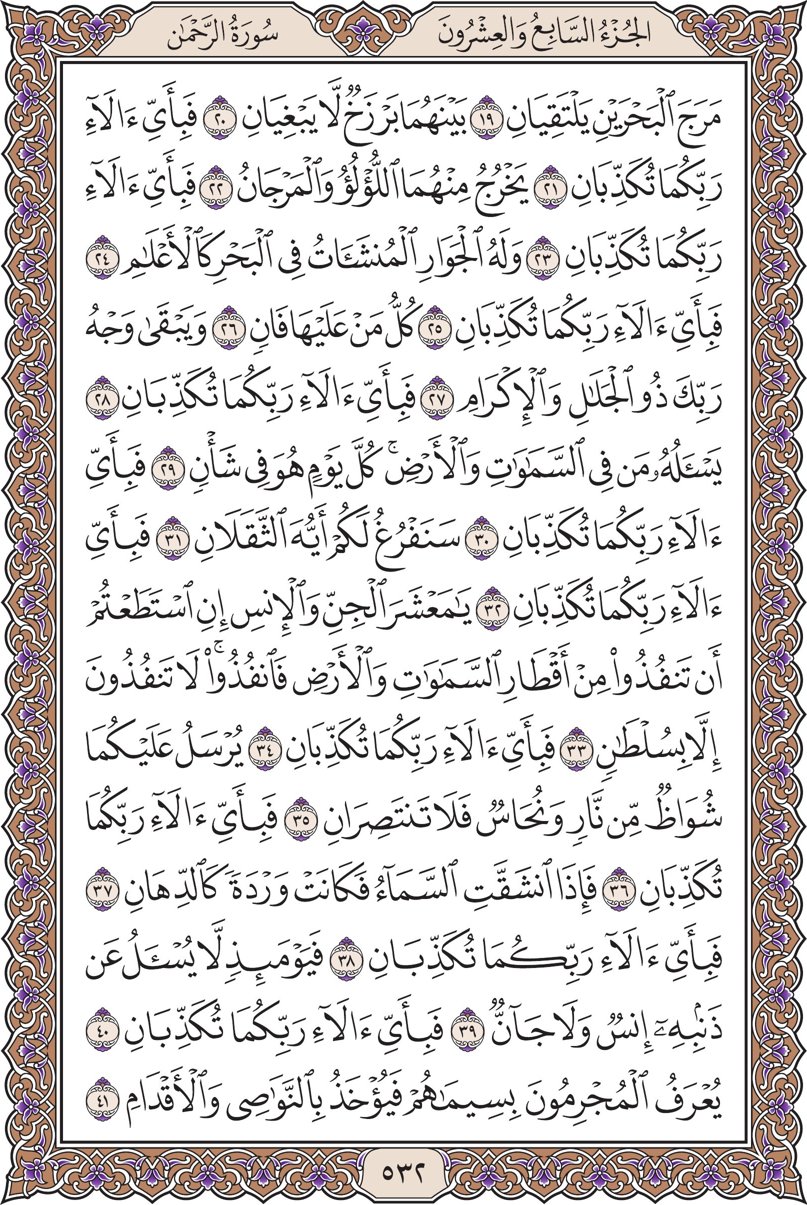 الجُزْءُ السَّابِعُ وَالعِشْرُونَ
سُورَةُ الرَّحْمَٰن
مَرَجَ ٱلْبَحْرَيْنِ يَلْتَقِيَانِ ١٩ بَيْنَهُمَا بَرْزَخٌ لَّا يَبْغِيَانِ ٢٠ فَبِأَيِّ ءَالَآءِ
رَبِّكُمَا تُكَذِّبَانِ ٢١ يَخْرُجُ مِنْهُمَا ٱللُّؤْلُؤُ وَٱلْمَرْجَانُ ٢٢ فَبِأَيِّ ءَالَآءِ
رَبِّكُمَا تُكَذِّبَانِ ٢٣ وَلَهُ ٱلْجَوَارِ ٱلْمُنشَـَٔاتُ فِى ٱلْبَحْرِ كَٱلْأَعْلَٰمِ ٢٤
فَبِأَيِّ ءَالَآءِ رَبِّكُمَا تُكَذِّبَانِ ٢٥ كُلُّ مَنْ عَلَيْهَا فَانٍ ٢٦ وَيَبْقَىٰ وَجْهُ
رَبِّكَ ذُو ٱلْجَلَٰلِ وَٱلْإِكْرَامِ ٢٧ فَبِأَيِّ ءَالَآءِ رَبِّكُمَا تُكَذِّبَانِ ٢٨
يَسْـَٔلُهُۥ مَن فِى ٱلسَّمَٰوَٰتِ وَٱلْأَرْضِۚ كُلَّ يَوْمٍ هُوَ فِى شَأْنٍ ٢٩ فَبِأَيِّ
ءَالَآءِ رَبِّكُمَا تُكَذِّبَانِ ٣٠ سَنَفْرُغُ لَكُمْ أَيُّهَ ٱلثَّقَلَانِ ٣١ فَبِأَيِّ
ءَالَآءِ رَبِّكُمَا تُكَذِّبَانِ ٣٢ يَٰمَعْشَرَ ٱلْجِنِّ وَٱلْإِنسِ إِنِ ٱسْتَطَعْتُمْ
أَن تَنفُذُوا۟ مِنْ أَقْطَارِ ٱلسَّمَٰوَٰتِ وَٱلْأَرْضِ فَٱنفُذُوا۟ۚ لَا تَنفُذُونَ
إِلَّا بِسُلْطَٰنٍ ٣٣ فَبِأَيِّ ءَالَآءِ رَبِّكُمَا تُكَذِّبَانِ ٣٤ يُرْسَلُ عَلَيْكُمَا
شُوَاظٌ مِّن نَّارٍ وَنُحَاسٌ فَلَا تَنتَصِرَانِ ٣٥ فَبِأَيِّ ءَالَآءِ رَبِّكُمَا
تُكَذِّبَانِ ٣٦ فَإِذَا ٱنشَقَّتِ ٱلسَّمَآءُ فَكَانَتْ وَرْدَةً كَٱلدِّهَانِ ٣٧
فَبِأَيِّ ءَالَآءِ رَبِّكُمَا تُكَذِّبَانِ ٣٨ فَيَوْمَئِذٍ لَّا يُسْـَٔلُ عَن
ذَنۢبِهِۦٓ إِنسٌ وَلَا جَآنٌّ ٣٩ فَبِأَيِّ ءَالَآءِ رَبِّكُمَا تُكَذِّبَانِ ٤٠
يُعْرَفُ ٱلْمُجْرِمُونَ بِسِيمَٰهُمْ فَيُؤْخَذُ بِٱلنَّوَٰصِى وَٱلْأَقْدَامِ ٤١
٥٣٢